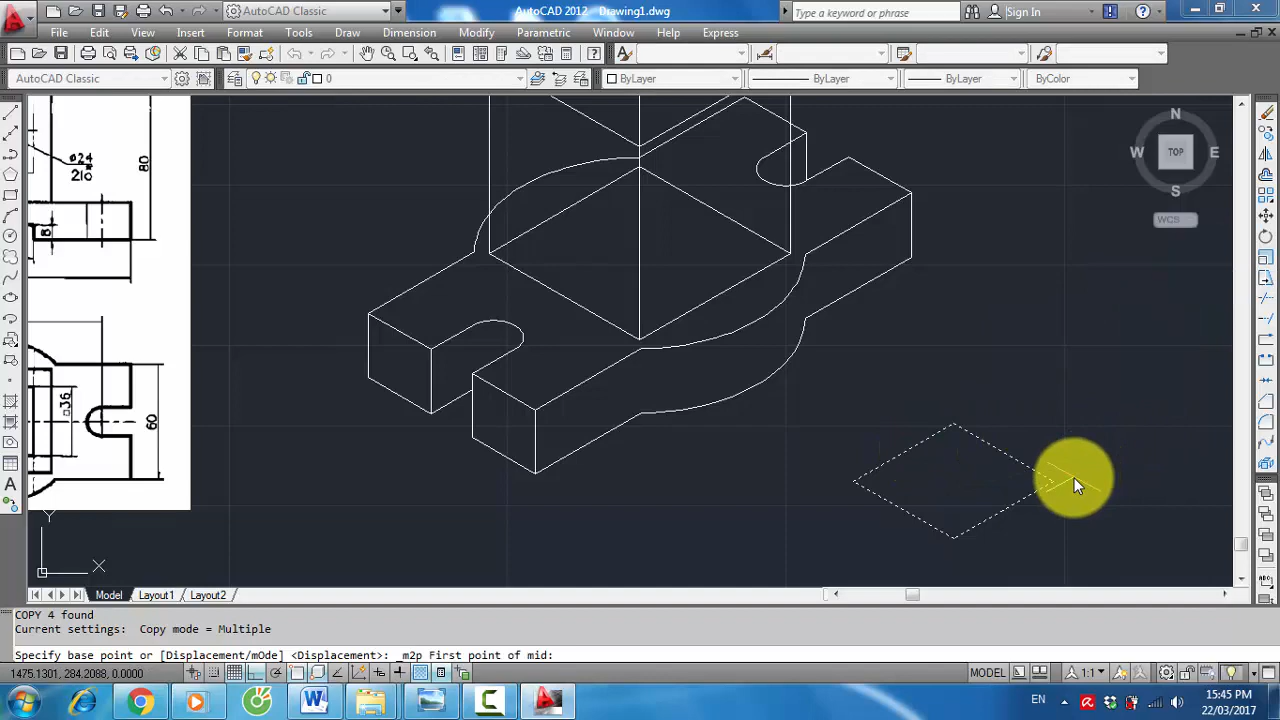 AutoCAD Classic
AutoCAD 2012 Drawing1.dwg
Type a keyword or phrase
Sign In
File Edit View Insert Format Tools Draw Dimension Modify Parametric Window Help Express
AutoCAD Classic
0
ByLayer
ByLayer
ByLayer
ByColor
N
W TOP E
S
WCS
ø24
210°
80
8
□36
60
Y
X
Model Layout1 Layout2
COPY 4 found
Current settings: Copy mode = Multiple
Specify base point or [Displacement/mOde] <Displacement>: _m2p First point of mid:
1475.1301, 284.2088, 0.0000
MODEL
1:1
EN
15:45 PM
22/03/2017